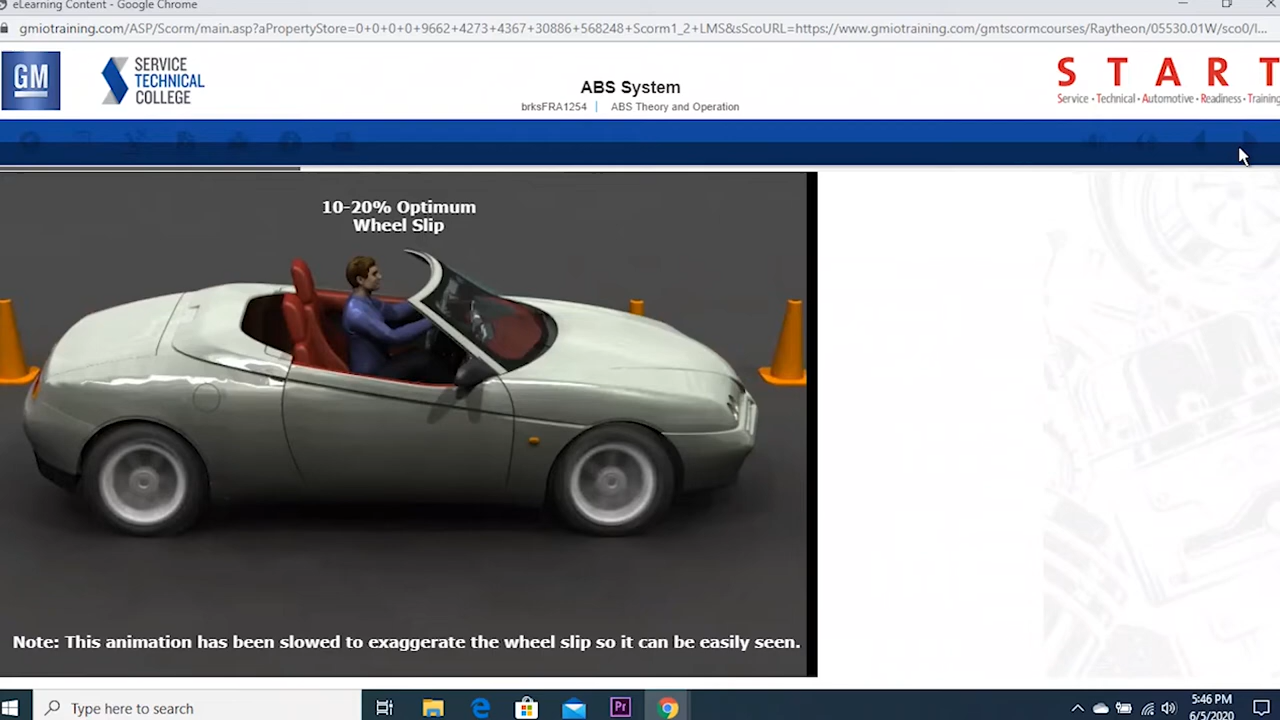 eLearning Content - Google Chrome
gmiotraining.com/ASP/Scorm/main.asp?aPropertyStore=0+0+0+0+9662+4273+4367+30886+568248+Scorm1_2+LMS&sScoURL=https://www.gmiotraining.com/gmtscormcourses/Raytheon/05530.01W/sco0/l...
GM
SERVICE
TECHNICAL
COLLEGE
ABS System
brksFRA1254 | ABS Theory and Operation
START
Service • Technical • Automotive • Readiness • Training
10-20% Optimum
Wheel Slip
Note: This animation has been slowed to exaggerate the wheel slip so it can be easily seen.
Type here to search
Pr
5:46 PM
6/5/2020